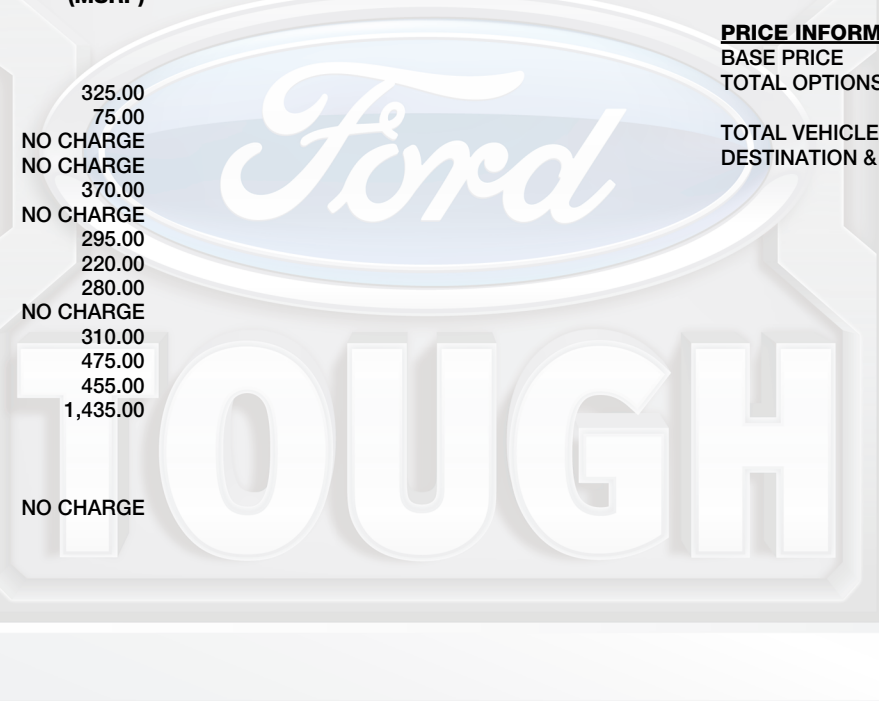 (MSRP)
325.00
75.00
NO CHARGE
NO CHARGE
370.00
NO CHARGE
295.00
220.00
280.00
NO CHARGE
310.00
475.00
455.00
1,435.00
NO CHARGE
PRICE INFORM
BASE PRICE
TOTAL OPTIONS
TOTAL VEHICLE
DESTINATION &
Ford
TOUGH